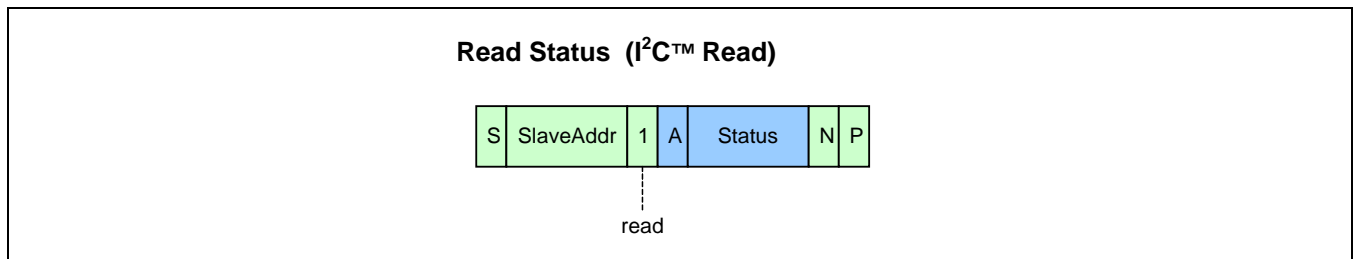 Read Status (I²C™ Read)
S SlaveAddr 1 A Status N P
read